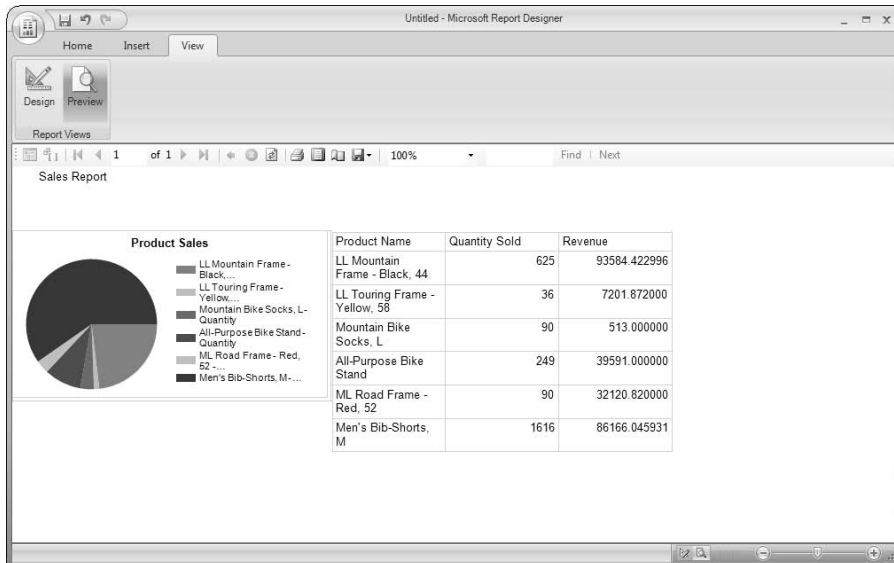 Untitled - Microsoft Report Designer
Home Insert View
Design Preview
Report Views
1 of 1 100% Find | Next
Sales Report
Product Sales
LL Mountain Frame -
Black,...
LL Touring Frame -
Yellow,...
Mountain Bike Socks, L -
Quantity
All-Purpose Bike Stand -
Quantity
ML Road Frame - Red,
52 -...
Men's Bib-Shorts, M -...
Product Name Quantity Sold Revenue
LL Mountain
Frame - Black, 44 625 93584.422996
LL Touring Frame -
Yellow, 58 36 7201.872000
Mountain Bike
Socks, L 90 513.000000
All-Purpose Bike
Stand 249 39591.000000
ML Road Frame -
Red, 52 90 32120.820000
Men's Bib-Shorts,
M 1616 86166.045931